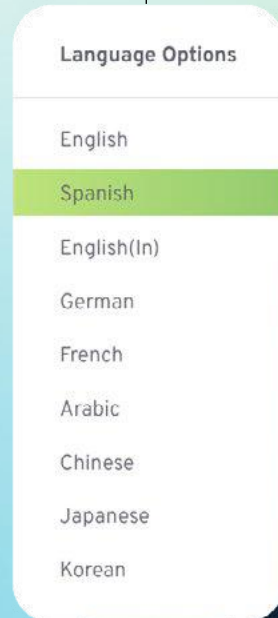 Language Options
English
Spanish
English(In)
German
French
Arabic
Chinese
Japanese
Korean